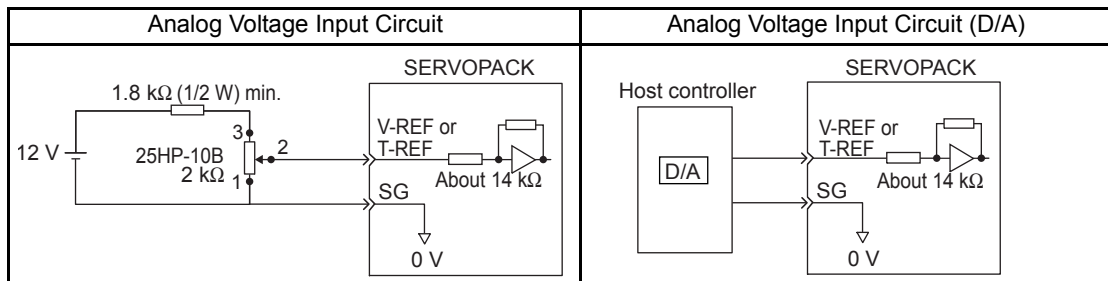 Analog Voltage Input Circuit
SERVOPACK
1.8 kΩ (1/2 W) min.
3
12 V
25HP-10B
2 kΩ
2
1
V-REF or
T-REF
About 14 kΩ
SG
0 V
Analog Voltage Input Circuit (D/A)
SERVOPACK
Host controller
D/A
V-REF or
T-REF
About 14 kΩ
SG
0 V